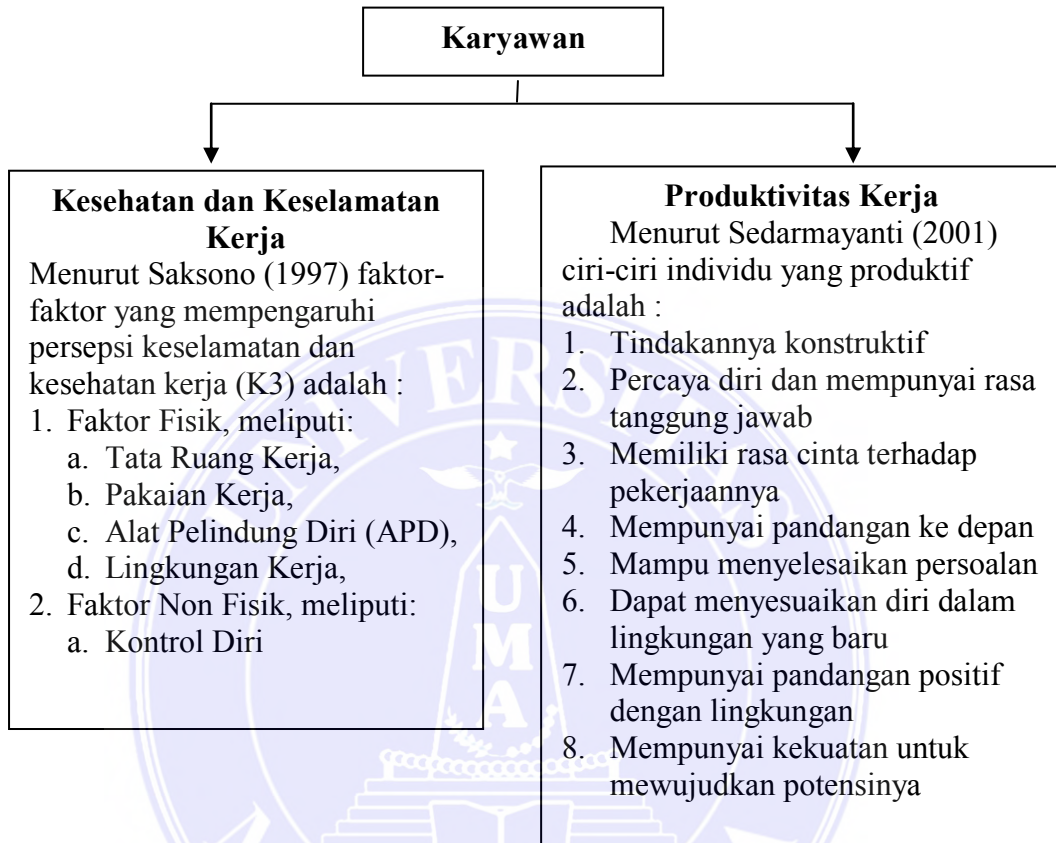 Karyawan
Kesehatan dan Keselamatan
Kerja
Menurut Saksono (1997) faktor-
faktor yang mempengaruhi
persepsi keselamatan dan
kesehatan kerja (K3) adalah :
1. Faktor Fisik, meliputi:
a. Tata Ruang Kerja,
b. Pakaian Kerja,
c. Alat Pelindung Diri (APD),
d. Lingkungan Kerja,
2. Faktor Non Fisik, meliputi:
a. Kontrol Diri
Produktivitas Kerja
Menurut Sedarmayanti (2001)
ciri-ciri individu yang produktif
adalah :
1. Tindakannya konstruktif
2. Percaya diri dan mempunyai rasa
tanggung jawab
3. Memiliki rasa cinta terhadap
pekerjaannya
4. Mempunyai pandangan ke depan
5. Mampu menyelesaikan persoalan
6. Dapat menyesuaikan diri dalam
lingkungan yang baru
7. Mempunyai pandangan positif
dengan lingkungan
8. Mempunyai kekuatan untuk
mewujudkan potensinya
UNIVERSITAS
UMA